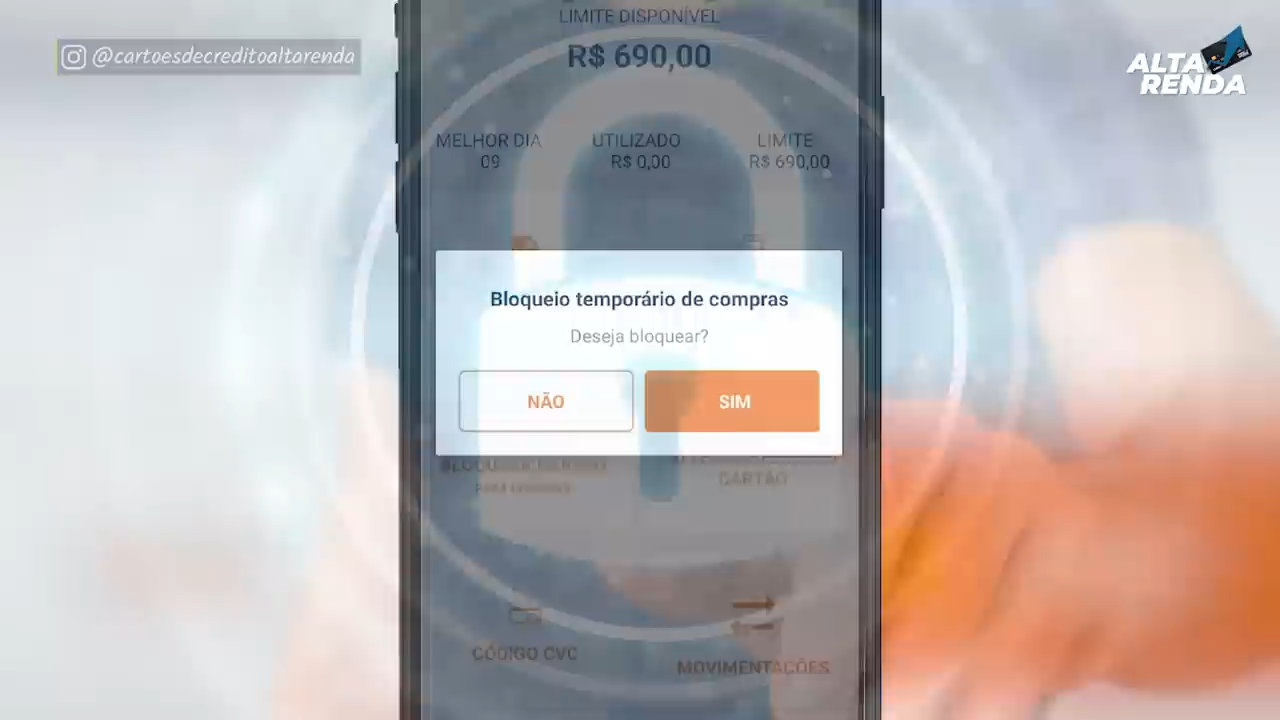 @cartoesdecreditoaltarenda
ALTA
RENDA
LIMITE DISPONÍVEL
R$ 690,00
MELHOR DIA
09
UTILIZADO
R$ 0,00
LIMITE
R$ 690,00
Bloqueio temporário de compras
Deseja bloquear?
NÃO
SIM
CARTÃO
CÓDIGO CVC
MOVIMENTAÇÕES